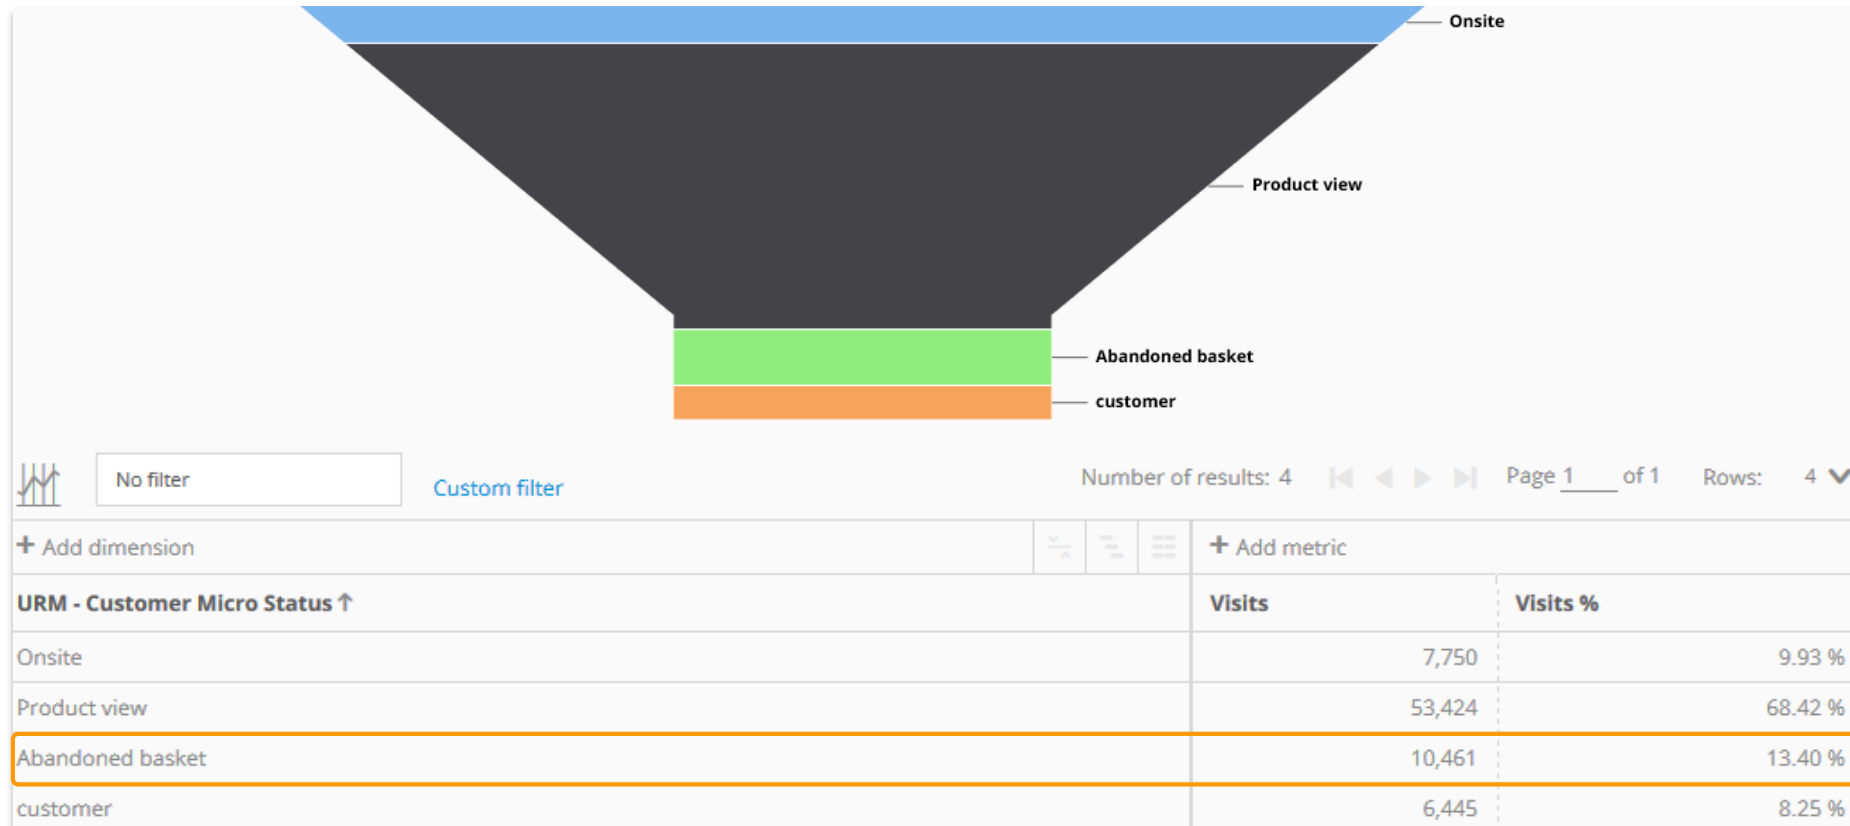 Onsite
Product view
Abandoned basket
customer
No filter
Custom filter
Number of results: 4
Page 1 of 1
Rows: 4
+ Add dimension
+ Add metric
URM - Customer Micro Status ↑ Visits Visits %
Onsite 7,750 9.93 %
Product view 53,424 68.42 %
Abandoned basket 10,461 13.40 %
customer 6,445 8.25 %